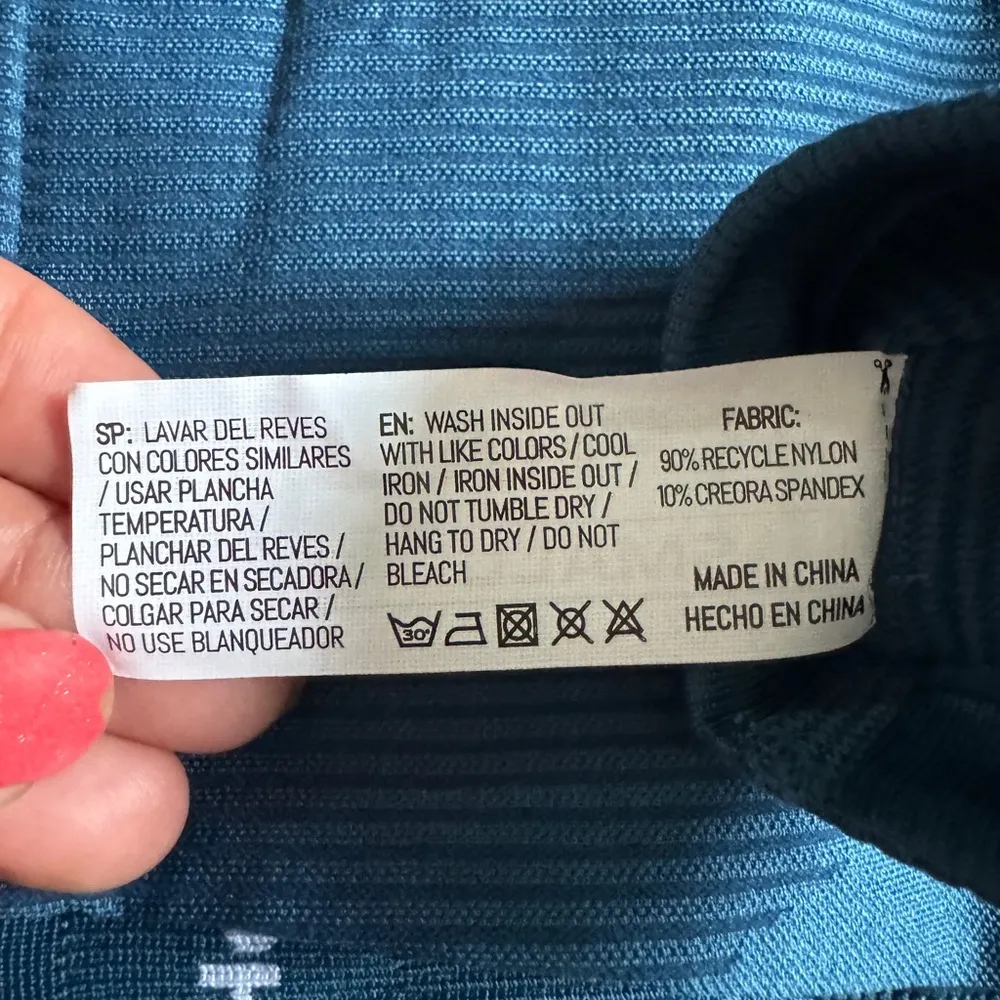 SP: LAVAR DEL REVES
CON COLORES SIMILARES
/ USAR PLANCHA
TEMPERATURA /
PLANCHAR DEL REVES /
NO SECAR EN SECADORA /
COLGAR PARA SECAR /
NO USE BLANQUEADOR
EN: WASH INSIDE OUT
WITH LIKE COLORS / COOL
IRON / IRON INSIDE OUT /
DO NOT TUMBLE DRY /
HANG TO DRY / DO NOT
BLEACH
30°
FABRIC:
90% RECYCLE NYLON
10% CREORA SPANDEX
MADE IN CHINA
HECHO EN CHINA